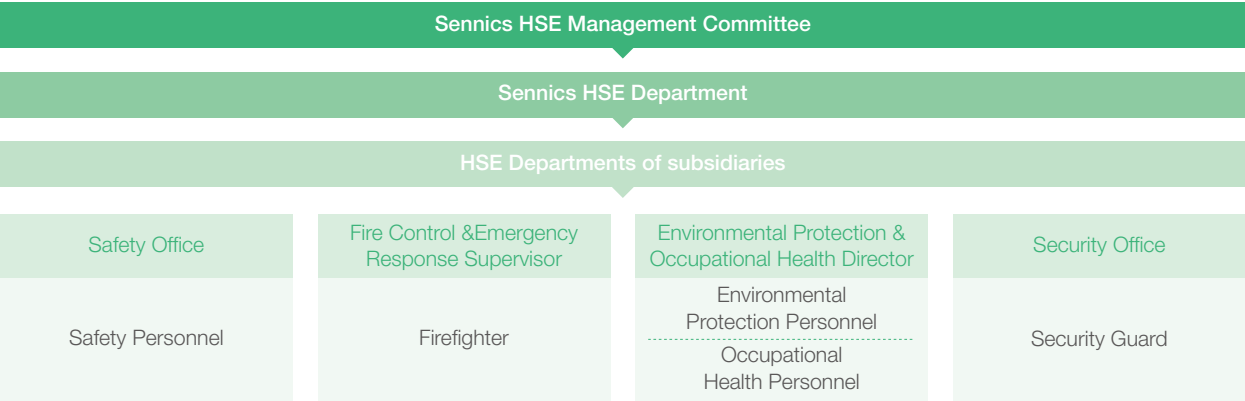 Sennics HSE Management Committee
Sennics HSE Department
HSE Departments of subsidiaries
Safety Office
Safety Personnel
Fire Control &Emergency
Response Supervisor
Firefighter
Environmental Protection &
Occupational Health Director
Environmental
Protection Personnel
Occupational
Health Personnel
Security Office
Security Guard